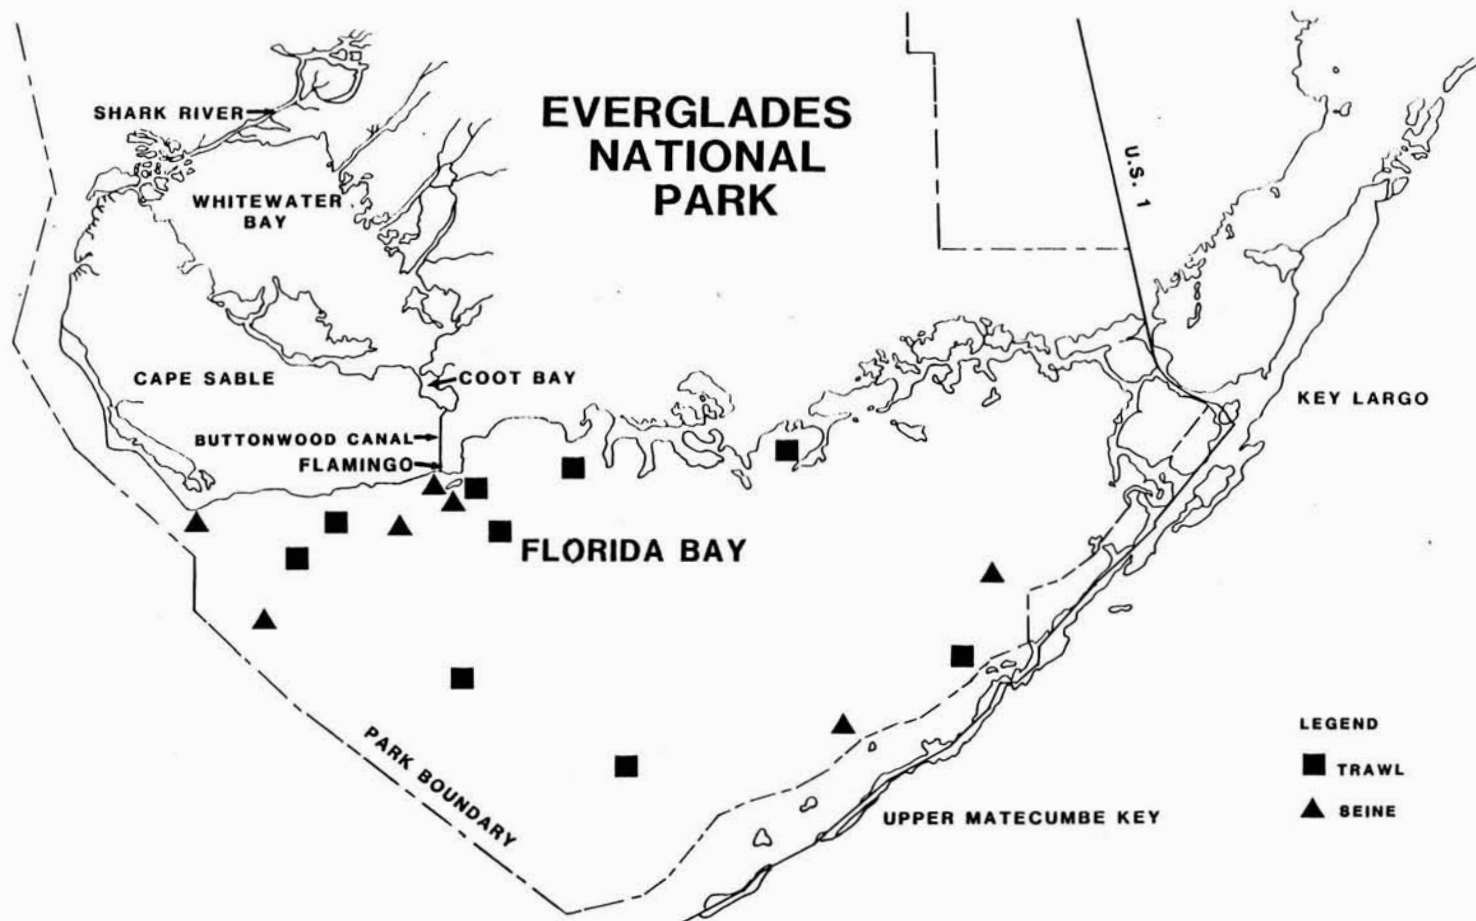 EVERGLADES
NATIONAL
PARK
SHARK RIVER
WHITEWATER
BAY
U.S. 1
CAPE SABLE
COOT BAY
KEY LARGO
BUTTONWOOD CANAL
FLAMINGO
FLORIDA BAY
PARK BOUNDARY
UPPER MATECUMBE KEY
LEGEND
TRAWL
SEINE